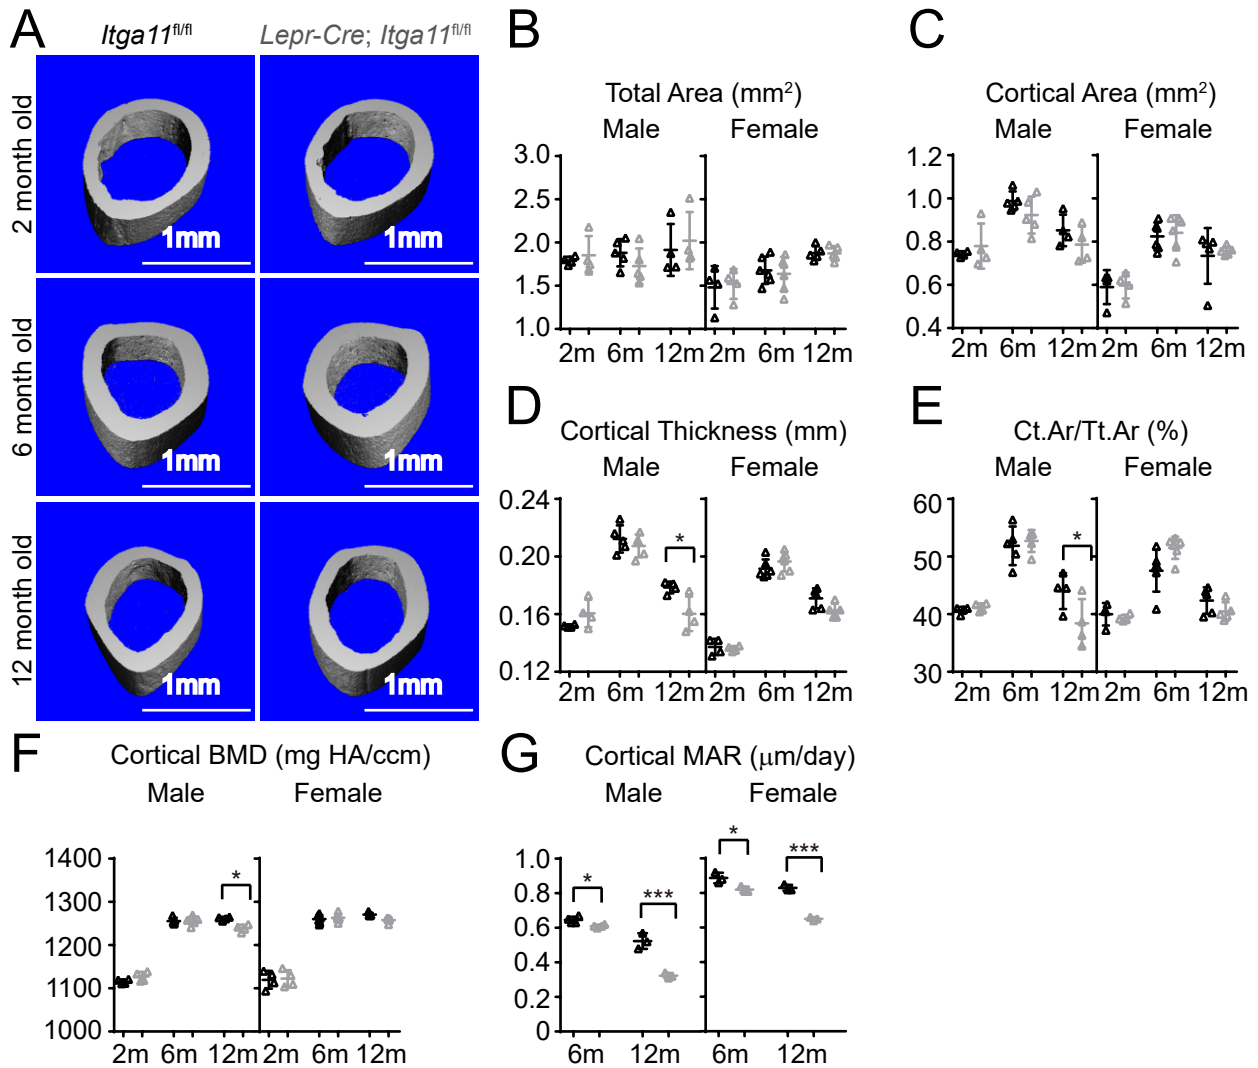 A
Itga11fl/fl
Lepr-Cre; Itga11fl/fl
2 month old
1mm
1mm
6 month old
1mm
1mm
12 month old
1mm
1mm
B
Total Area (mm2)
Male Female
3.0
2.5
2.0
1.5
1.0
2m 6m 12m 2m 6m 12m
C
Cortical Area (mm2)
Male Female
1.2
1.0
0.8
0.6
0.4
2m 6m 12m 2m 6m 12m
D
Cortical Thickness (mm)
Male Female
0.24
0.20
0.16
0.12
*
2m 6m 12m 2m 6m 12m
E
Ct.Ar/Tt.Ar (%)
Male Female
60
50
40
30
*
2m 6m 12m 2m 6m 12m
F
Cortical BMD (mg HA/ccm)
Male Female
1400
1300
1200
1100
1000
*
2m 6m 12m 2m 6m 12m
G
Cortical MAR (μm/day)
Male Female
1.0
0.8
0.6
0.4
0.2
0
* *** * ***
6m 12m 6m 12m